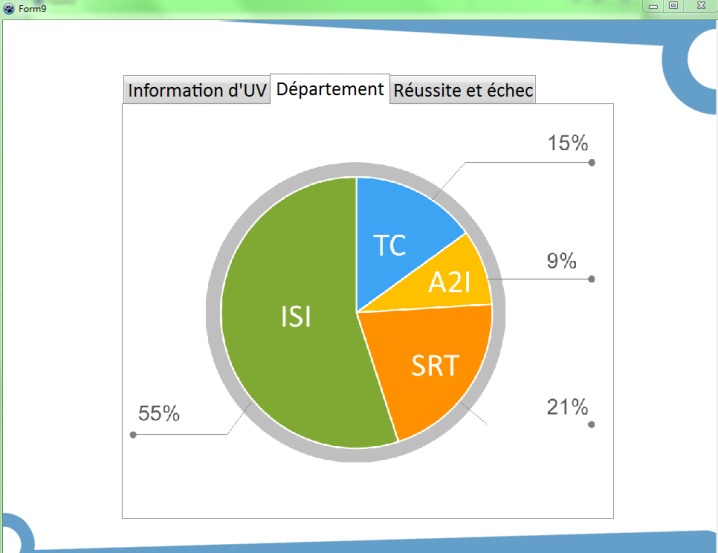 Form9
Information d'UV Département Réussite et échec
15%
TC
9%
A2I
ISI
SRT
55%
21%